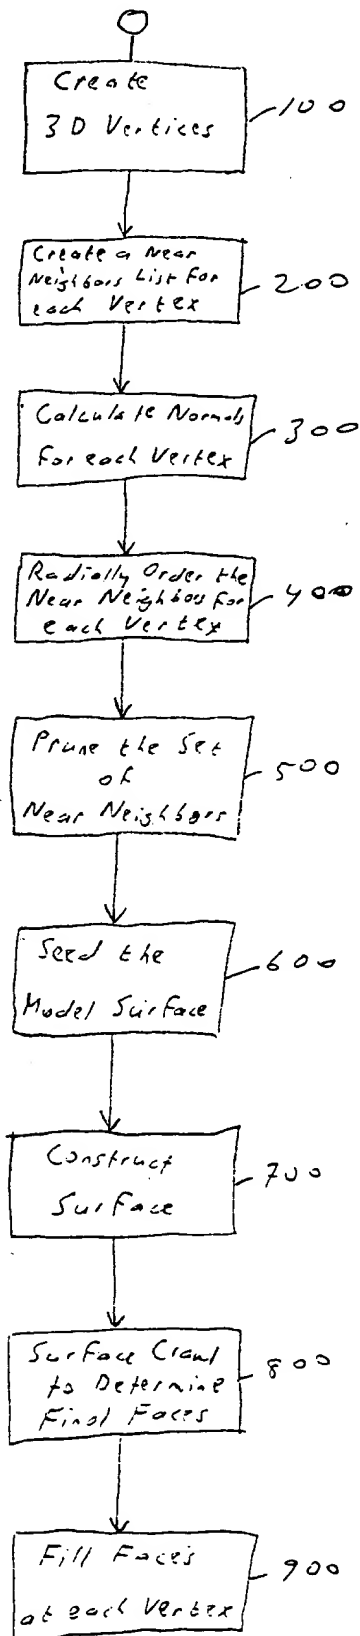 Create
3D Vertices
100
Create a Near
Neighbors List For
each Vertex
200
Calculate Normals
For each Vertex
300
Radially Order the
Near Neighbors For
each Vertex
400
Prune the Set
of
Near Neighbors
500
Seed the
Model Surface
600
Construct
Surface
700
Surface Crawl
to Determine
Final Faces
800
Fill Faces
at each Vertex
900